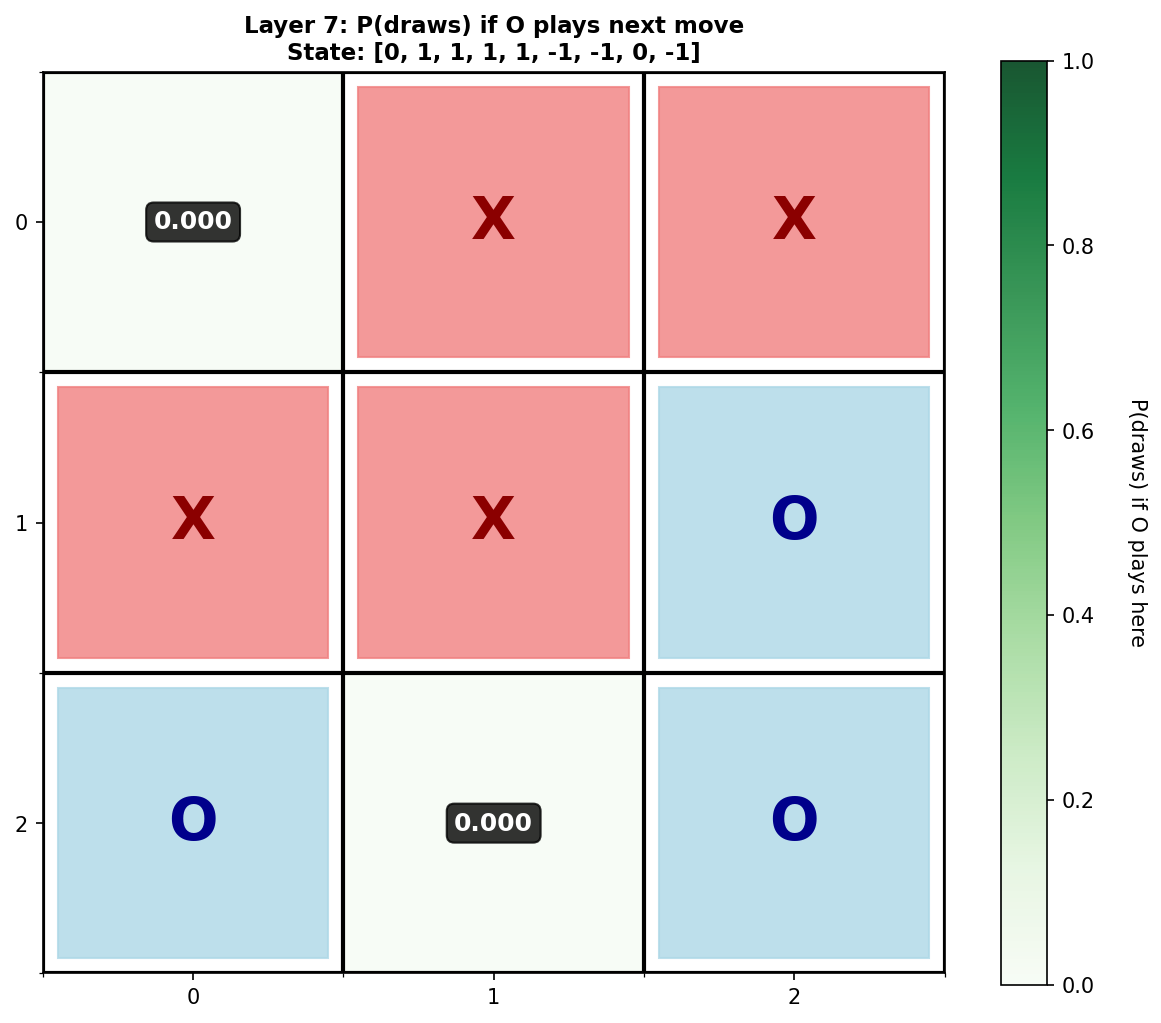 Layer 7: P(draws) if O plays next move
State: [0, 1, 1, 1, 1, -1, -1, 0, -1]
0 0.000 X X
1 X X O
2 O 0.000 O
0 1 2
1.0
0.8
0.6
0.4
0.2
0.0
P(draws) if O plays here